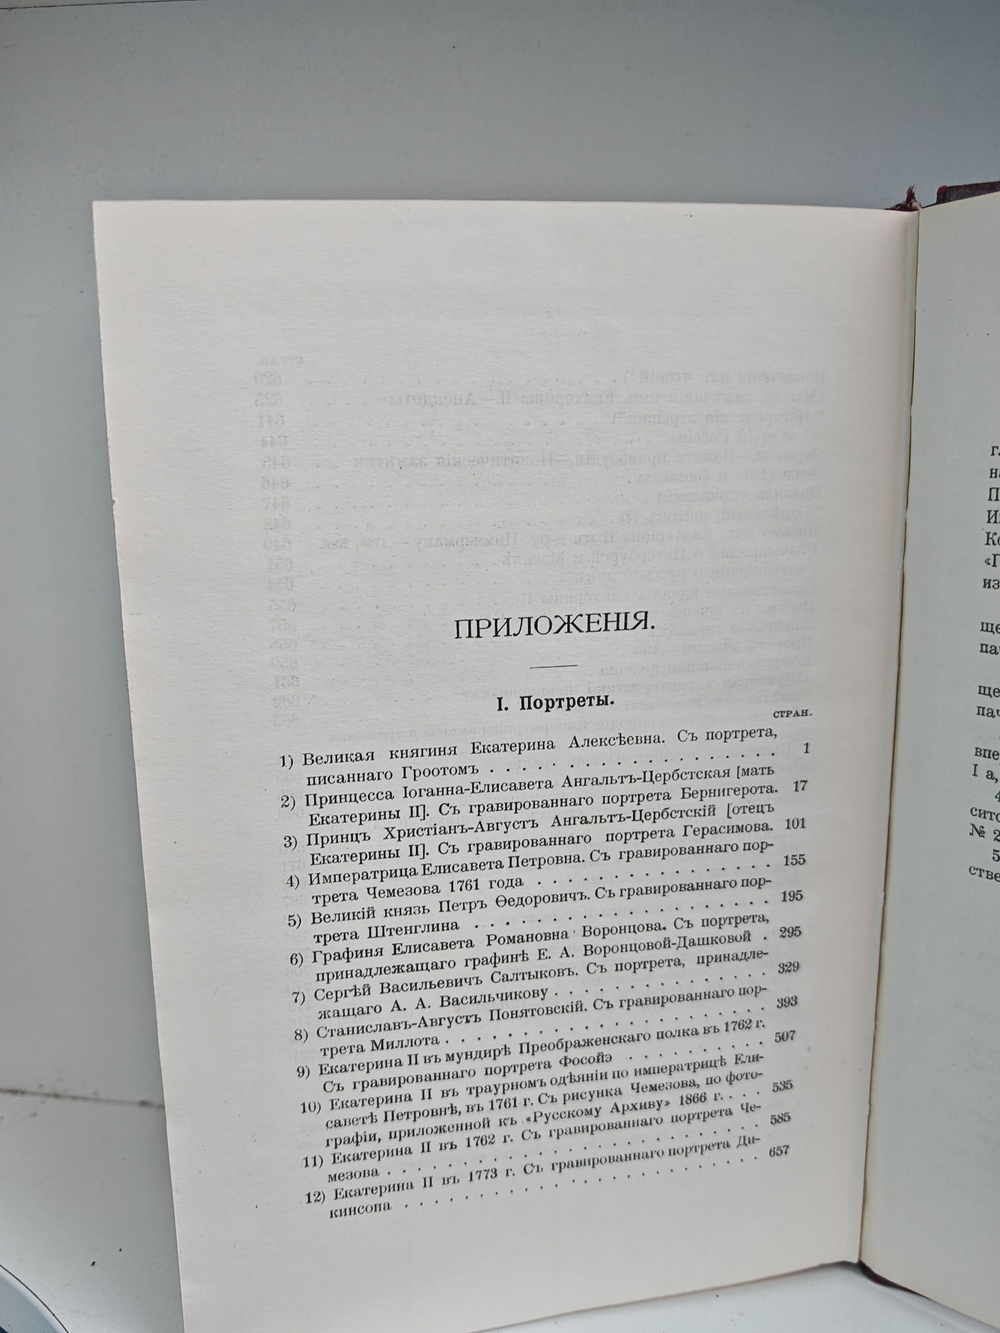 ПРИЛОЖЕНІЯ.
I. Портреты.
СТРАН.
1) Великая княгиня Екатерина Алексѣевна. Съ портрета,
писаннаго Гроотомъ . . . . . . . . . . . . . . . 1
2) Принцесса Іоганна-Елисавета Ангальтъ-Цербстская [мать
Екатерины II]. Съ гравированнаго портрета Бернигерота. 17
3) Принцъ Христіанъ-Августъ Ангальтъ-Цербстскій [отецъ
Екатерины II]. Съ гравированнаго портрета Герасимова. 101
4) Императрица Елисавета Петровна. Съ гравированнаго пор-
трета Чемезова 1761 года . . . . . . . . . . . . 155
5) Великій князь Петръ Ѳедоровичъ. Съ гравированнаго пор-
трета Штенглина . . . . . . . . . . . . . . . 195
6) Графиня Елисавета Романовна Воронцова. Съ портрета,
принадлежащаго графинѣ Е. А. Воронцовой-Дашковой . 295
7) Сергѣй Васильевичъ Салтыковъ. Съ портрета, принадле-
жащаго А. А. Васильчикову . . . . . . . . . . . 329
8) Станиславъ-Августъ Понятовскій. Съ гравированнаго пор-
трета Миллота . . . . . . . . . . . . . . . . 393
9) Екатерина II въ мундирѣ Преображенскаго полка въ 1762 г.
Съ гравированнаго портрета Фосойэ . . . . . . . . 507
10) Екатерина II въ траурномъ одѣяніи по императрицѣ Ели-
саветѣ Петровнѣ, въ 1761 г. Съ рисунка Чемезова, по фото-
графіи, приложенной къ «Русскому Архиву» 1866 г. . . . 535
11) Екатерина II въ 1762 г. Съ гравированнаго портрета Че-
мезова . . . . . . . . . . . . . . . . . . . 585
12) Екатерина II въ 1773 г. Съ гравированнаго портрета Ди-
кинсона . . . . . . . . . . . . . . . . . . . 657